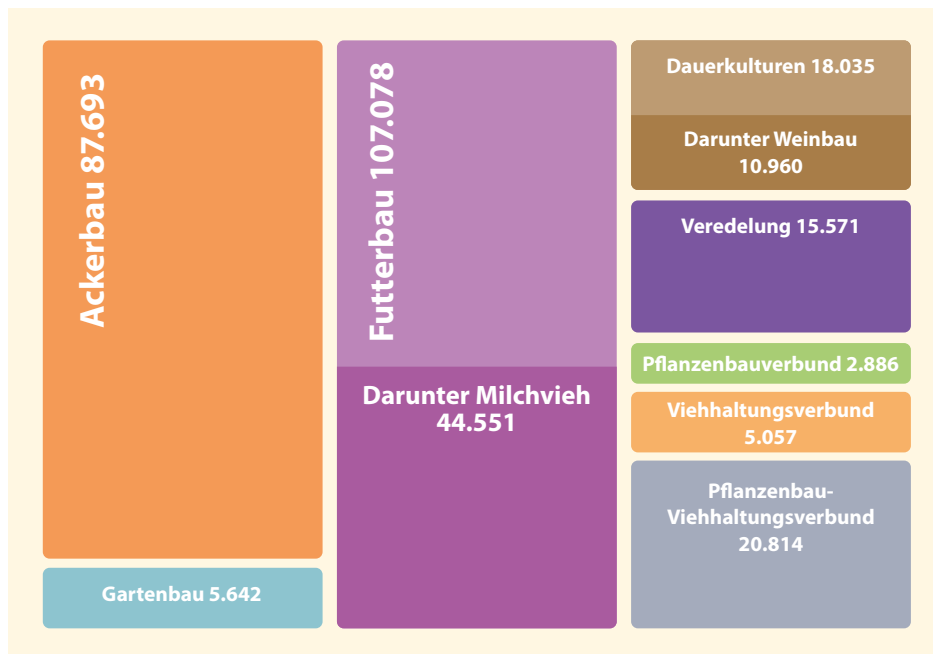 Ackerbau 87.693
Gartenbau 5.642
Futterbau 107.078
Darunter Milchvieh
44.551
Dauerkulturen 18.035
Darunter Weinbau
10.960
Veredelung 15.571
Pflanzenbauverbund 2.886
Viehhaltungsverbund
5.057
Pflanzenbau-
Viehhaltungsverbund
20.814